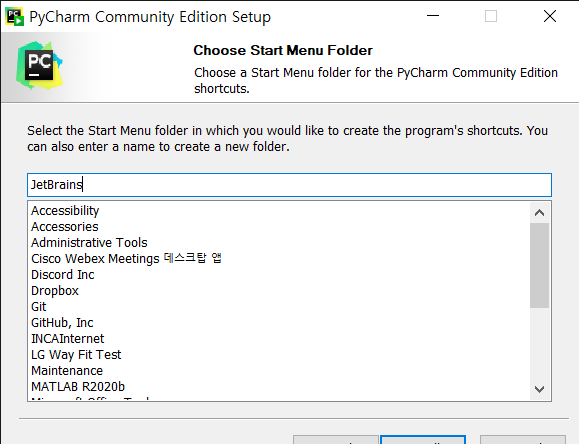 PyCharm Community Edition Setup
PC
Choose Start Menu Folder
Choose a Start Menu folder for the PyCharm Community Edition
shortcuts.
Select the Start Menu folder in which you would like to create the program's shortcuts. You
can also enter a name to create a new folder.
JetBrains
Accessibility
Accessories
Administrative Tools
Cisco Webex Meetings 데스크탑 앱
Discord Inc
Dropbox
Git
GitHub, Inc
INCAInternet
LG Way Fit Test
Maintenance
MATLAB R2020b